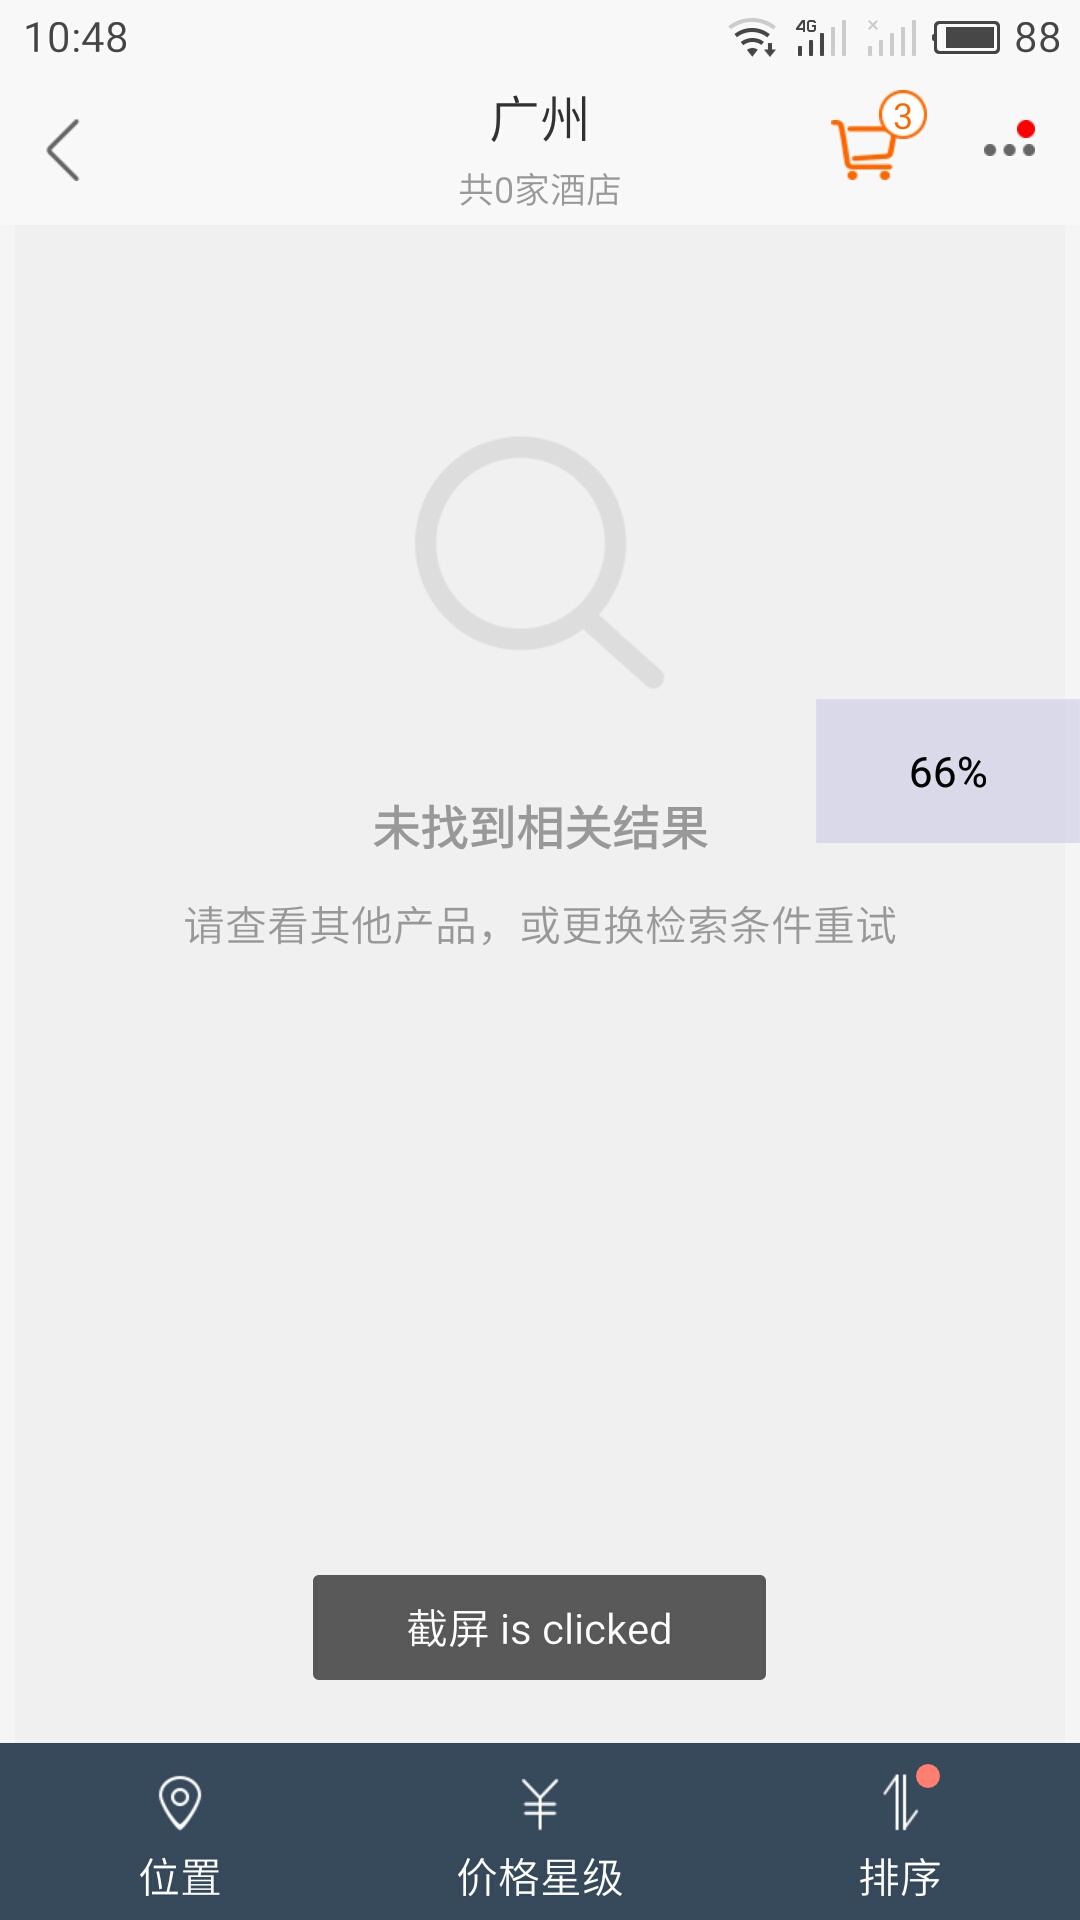 10:48
4G
88
广州
3
共0家酒店
66%
未找到相关结果
请查看其他产品，或更换检索条件重试
截屏 is clicked
位置
价格星级
排序